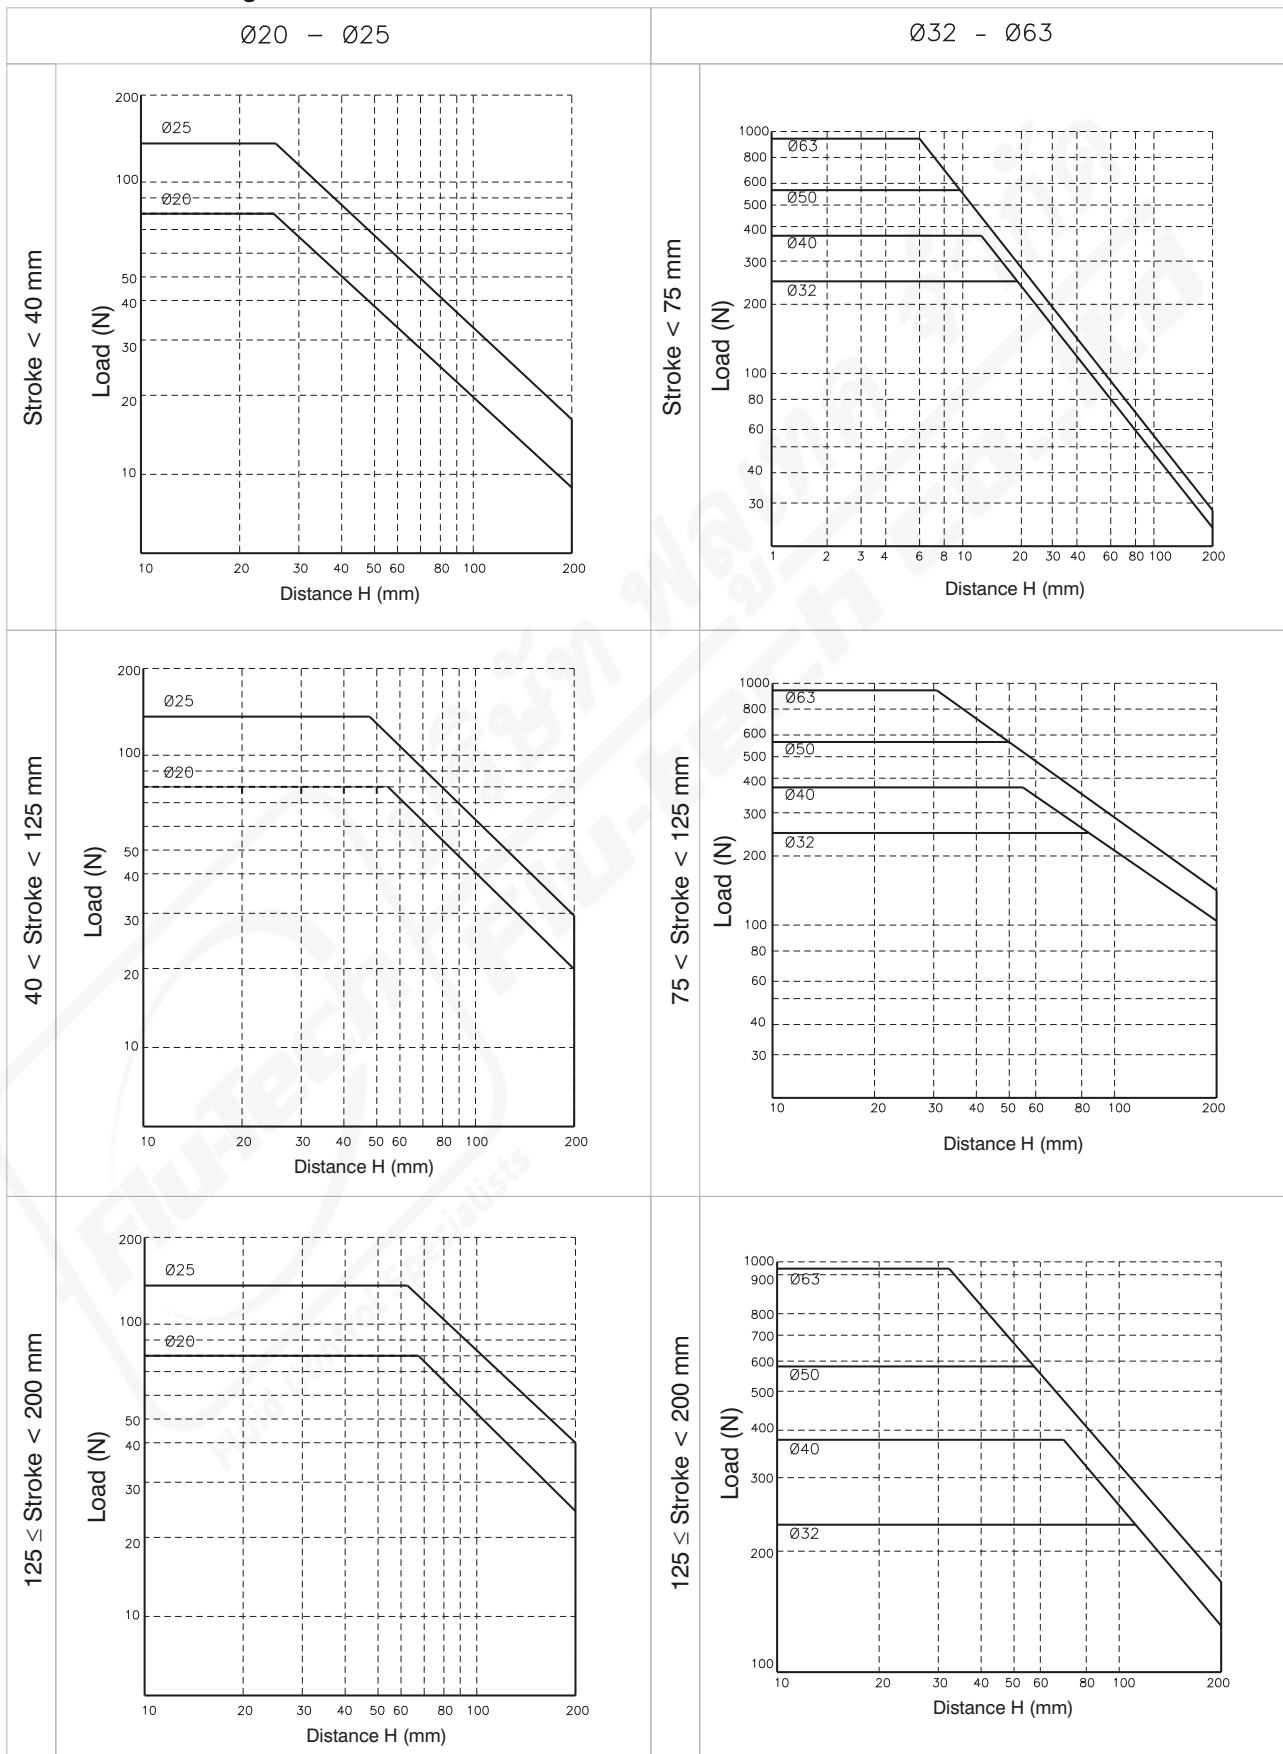 Ø20 – Ø25
Ø32 – Ø63
Stroke < 40 mm
Load (N)
200
100
50
40
30
20
10
Ø25
Ø20
10 20 30 40 50 60 80 100 200
Distance H (mm)
Stroke < 75 mm
Load (N)
1000
800
600
500
400
300
200
100
80
60
40
30
Ø63
Ø50
Ø40
Ø32
1 2 3 4 6 8 10 20 30 40 60 80 100 200
Distance H (mm)
40 < Stroke < 125 mm
Load (N)
200
100
50
40
30
20
10
Ø25
Ø20
10 20 30 40 50 60 80 100 200
Distance H (mm)
75 < Stroke < 125 mm
Load (N)
1000
800
600
500
400
300
200
100
80
60
40
30
Ø63
Ø50
Ø40
Ø32
10 20 30 40 50 60 80 100 200
Distance H (mm)
125 ≤ Stroke < 200 mm
Load (N)
200
100
50
40
30
20
10
Ø25
Ø20
10 20 30 40 50 60 80 100 200
Distance H (mm)
125 ≤ Stroke < 200 mm
Load (N)
1000
900
800
700
600
500
400
300
200
100
Ø63
Ø50
Ø40
Ø32
10 20 30 40 50 60 80 100 200
Distance H (mm)
Flu-Tech
Flu-Tech Co.,Ltd